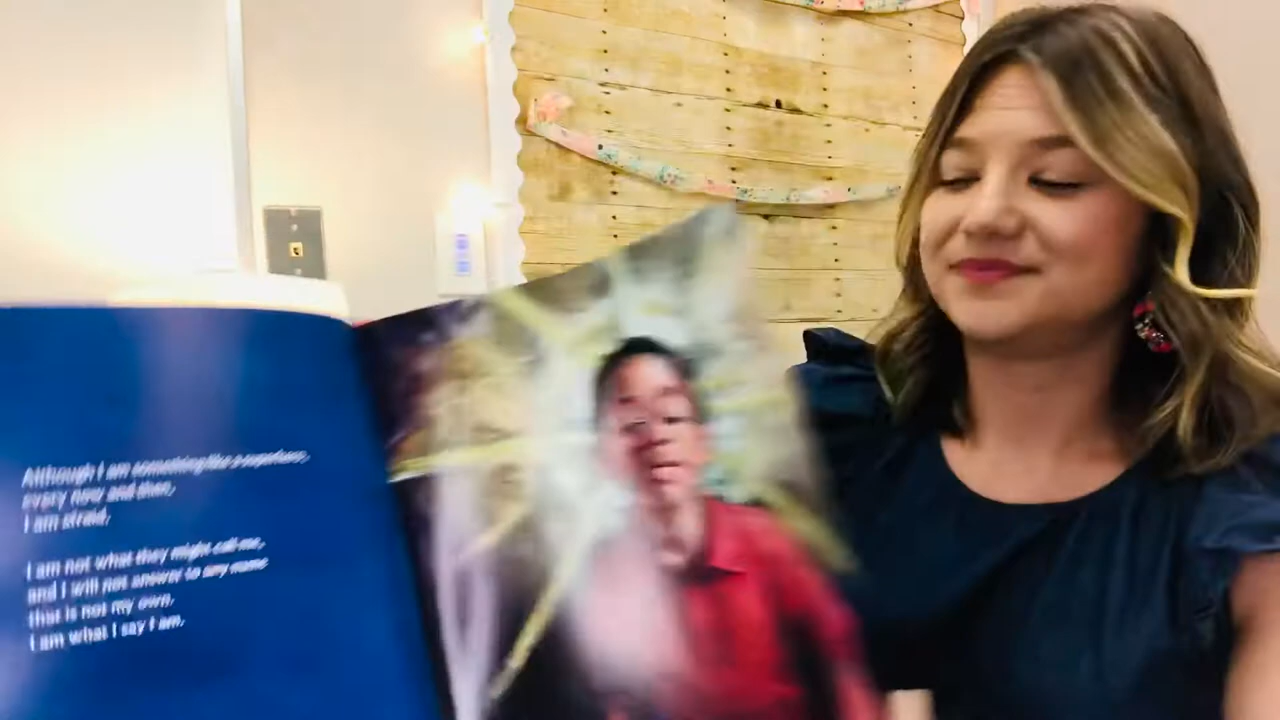 Although I am something like a superhero,
every now and then,
I am afraid.
I am not what they might call me,
and I will not answer to any name
that is not my own.
I am what I say I am.